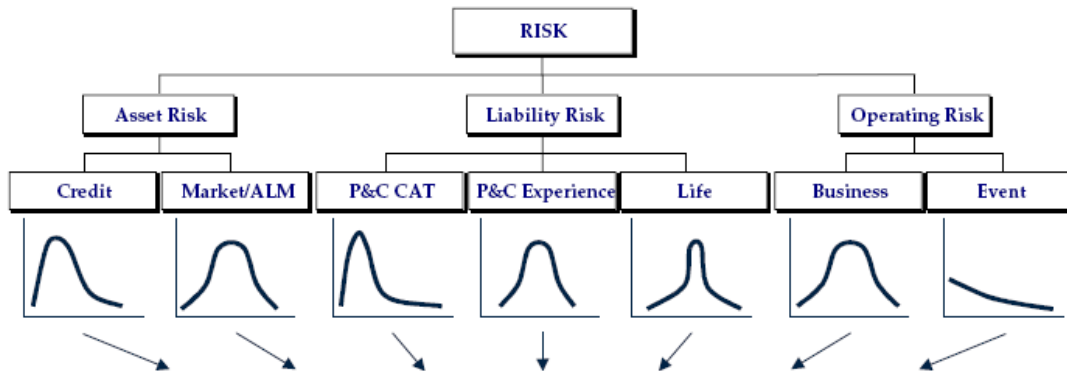 RISK
Asset Risk
Liability Risk
Operating Risk
Credit
Market/ALM
P&C CAT
P&C Experience
Life
Business
Event